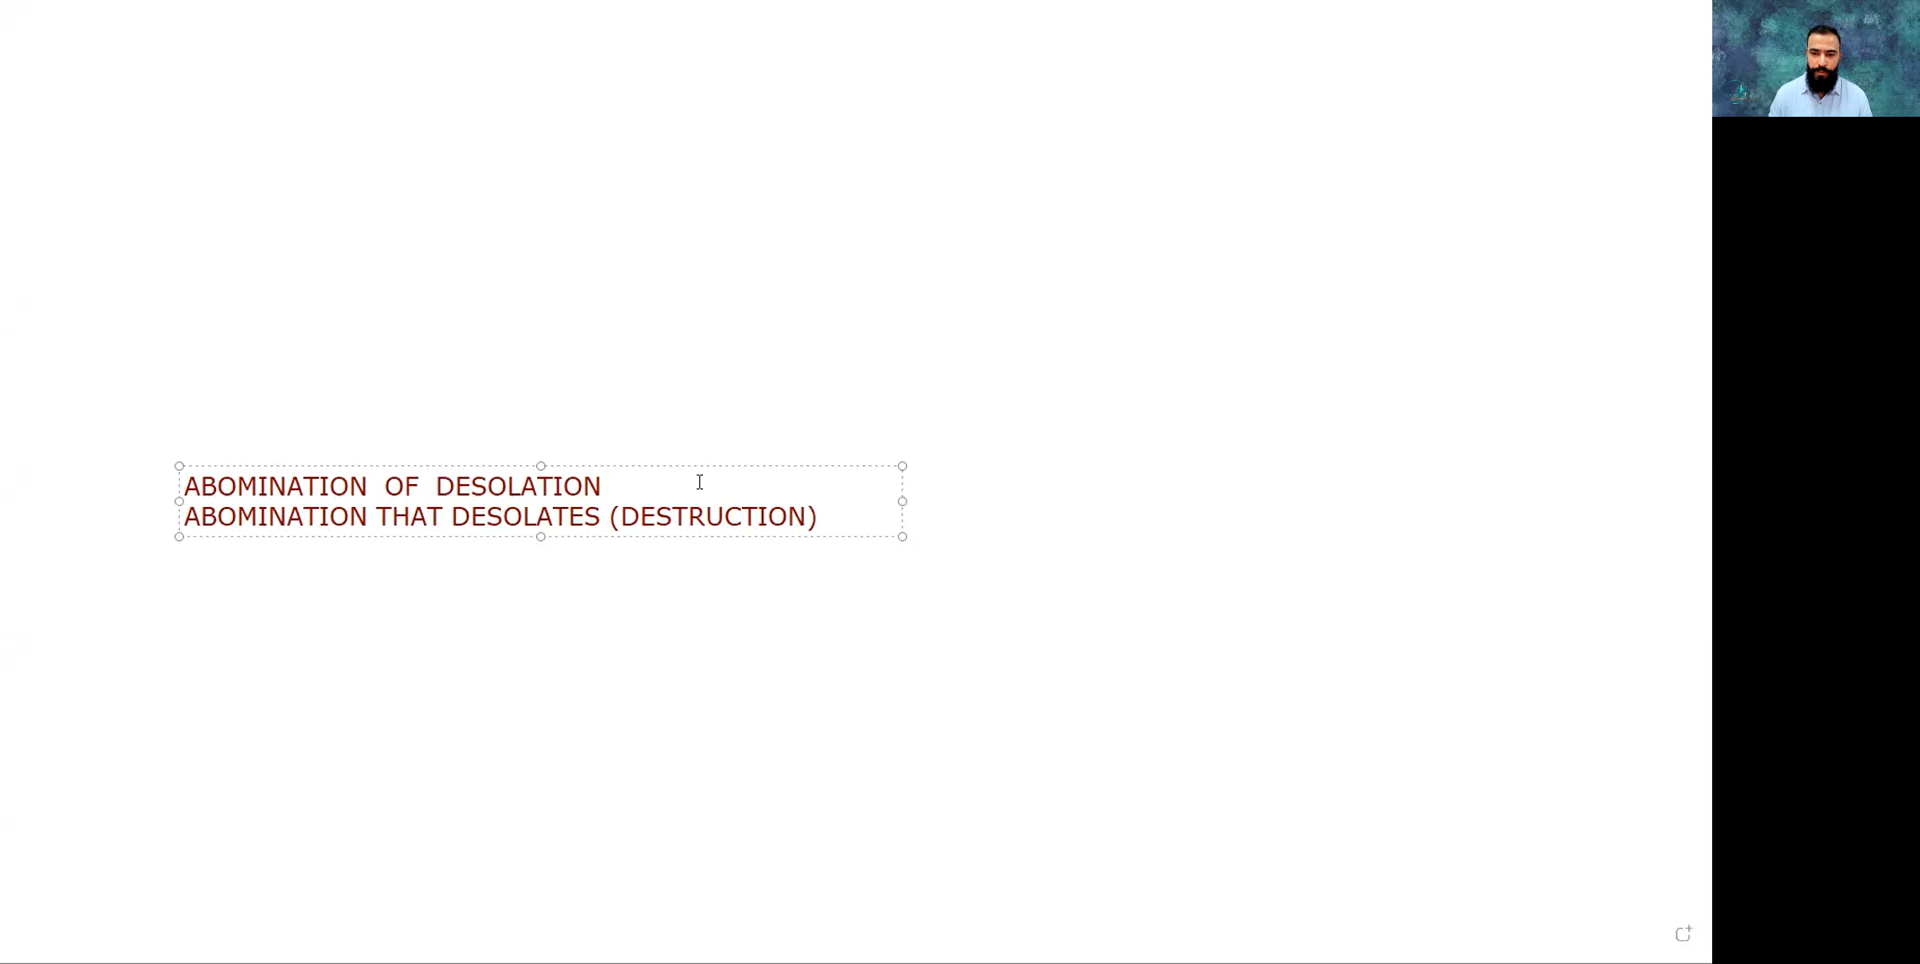 ABOMINATION OF DESOLATION
ABOMINATION THAT DESOLATES (DESTRUCTION)